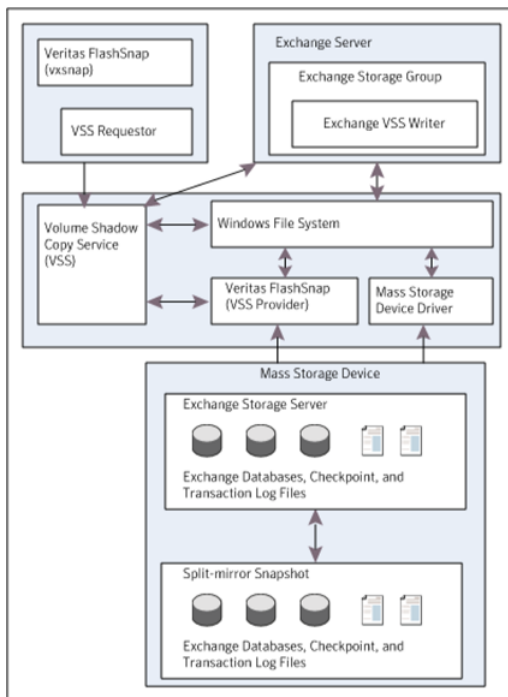 Veritas FlashSnap
(vxsnap)
VSS Requestor
Exchange Server
Exchange Storage Group
Exchange VSS Writer
Volume Shadow
Copy Service
(VSS)
Windows File System
Veritas FlashSnap
(VSS Provider)
Mass Storage
Device Driver
Mass Storage Device
Exchange Storage Server
Exchange Databases, Checkpoint, and
Transaction Log Files
Split-mirror Snapshot
Exchange Databases, Checkpoint, and
Transaction Log Files